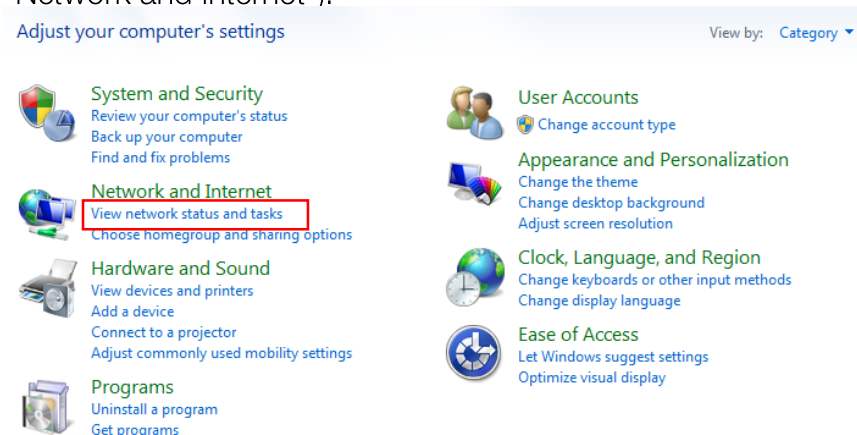 Network and Internet").
Adjust your computer's settings
View by: Category
System and Security
Review your computer's status
Back up your computer
Find and fix problems
Network and Internet
View network status and tasks
Choose homegroup and sharing options
Hardware and Sound
View devices and printers
Add a device
Connect to a projector
Adjust commonly used mobility settings
Programs
Uninstall a program
Get programs
User Accounts
Change account type
Appearance and Personalization
Change the theme
Change desktop background
Adjust screen resolution
Clock, Language, and Region
Change keyboards or other input methods
Change display language
Ease of Access
Let Windows suggest settings
Optimize visual display